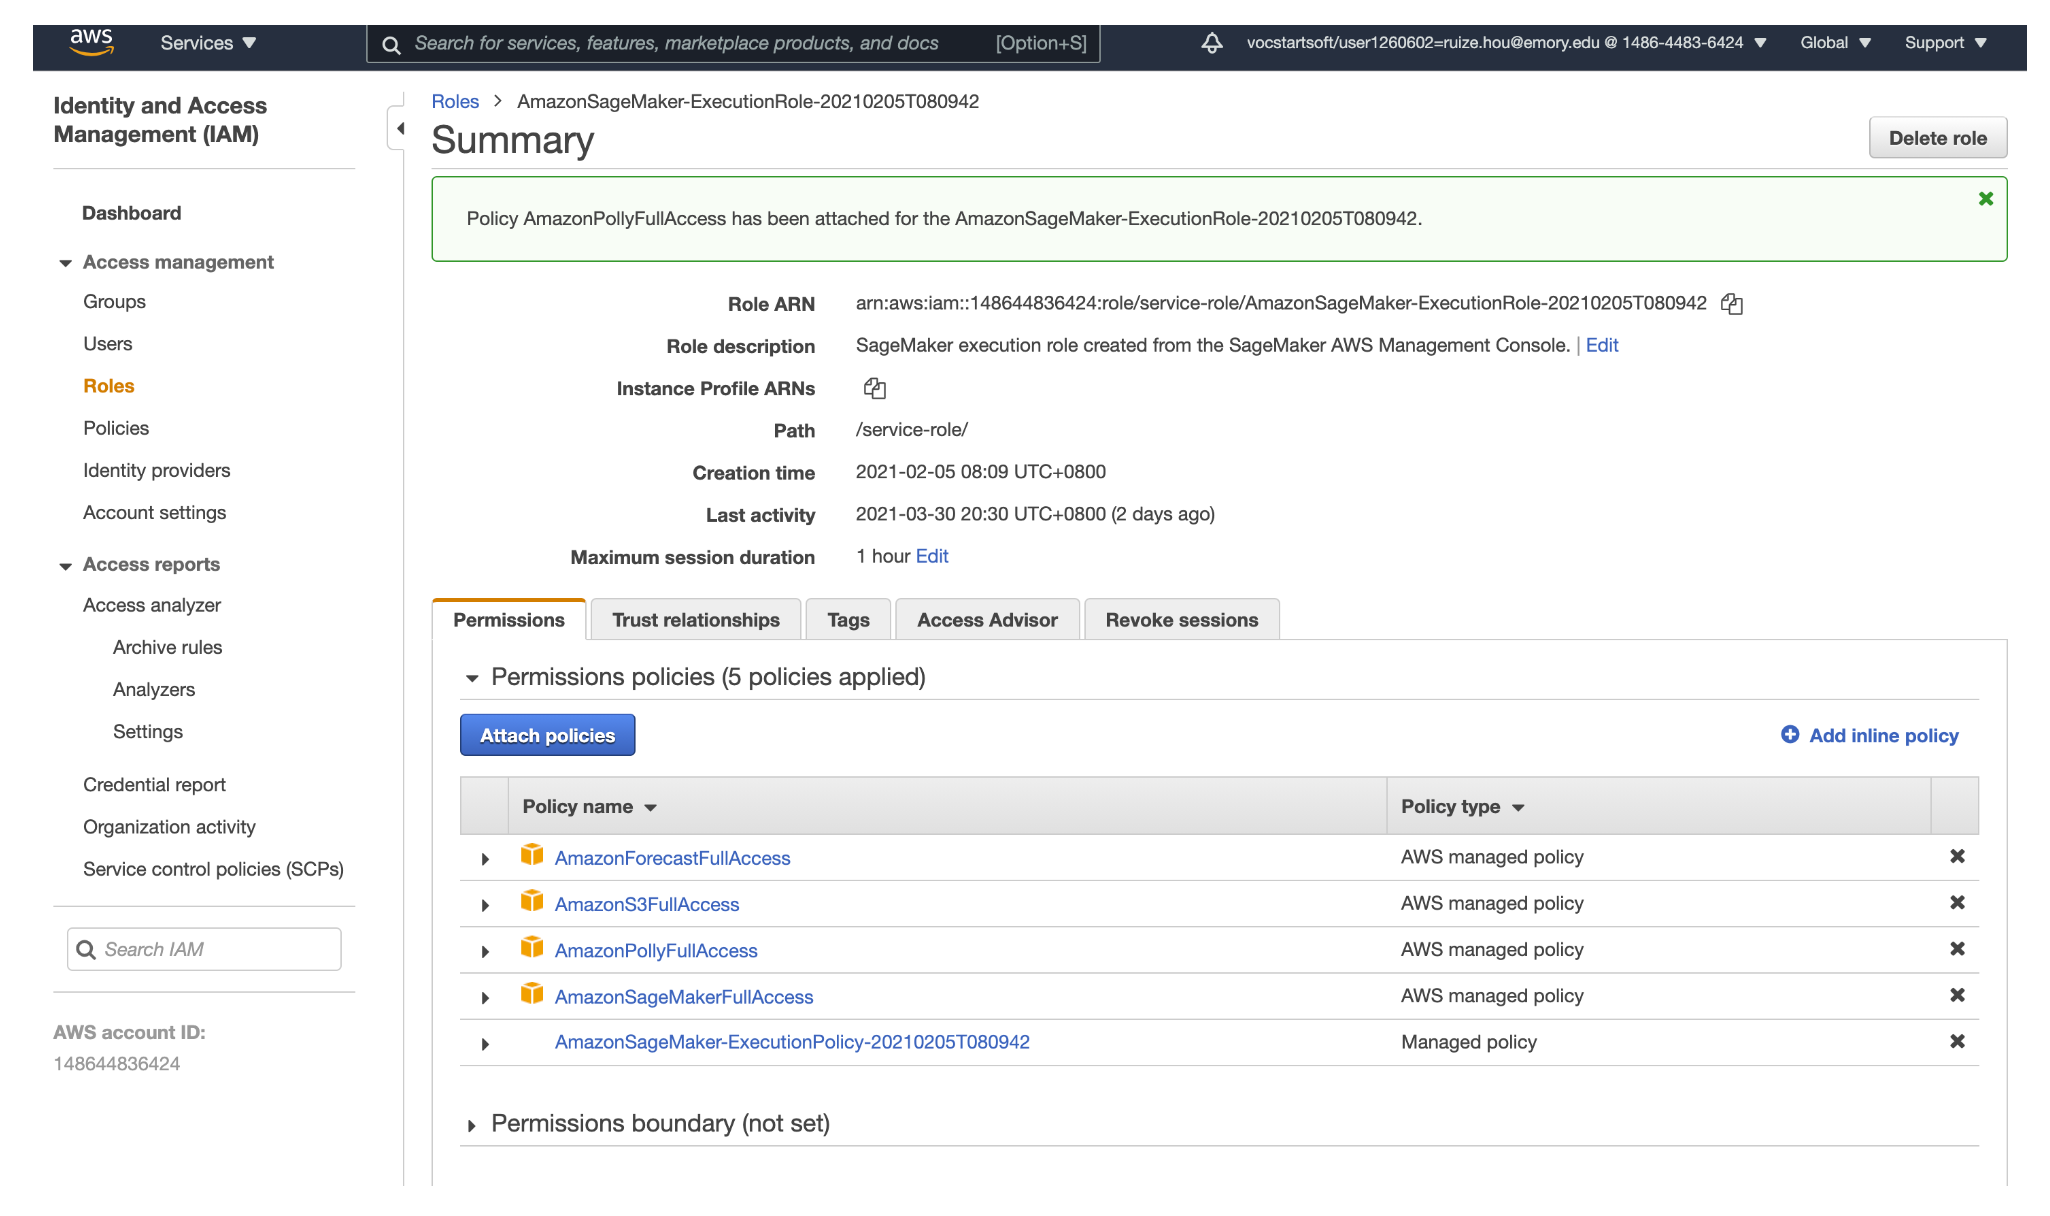 aws
Services
Search for services, features, marketplace products, and docs [Option+S]
vocstartsoft/user1260602=ruize.hou@emory.edu @ 1486-4483-6424
Global
Support
Identity and Access
Management (IAM)
Dashboard
Access management
Groups
Users
Roles
Policies
Identity providers
Account settings
Access reports
Access analyzer
Archive rules
Analyzers
Settings
Credential report
Organization activity
Service control policies (SCPs)
Search IAM
AWS account ID:
148644836424
Roles > AmazonSageMaker-ExecutionRole-20210205T080942
Summary
Delete role
Policy AmazonPollyFullAccess has been attached for the AmazonSageMaker-ExecutionRole-20210205T080942.
Role ARN arn:aws:iam::148644836424:role/service-role/AmazonSageMaker-ExecutionRole-20210205T080942
Role description SageMaker execution role created from the SageMaker AWS Management Console. | Edit
Instance Profile ARNs
Path /service-role/
Creation time 2021-02-05 08:09 UTC+0800
Last activity 2021-03-30 20:30 UTC+0800 (2 days ago)
Maximum session duration 1 hour Edit
Permissions
Trust relationships
Tags
Access Advisor
Revoke sessions
Permissions policies (5 policies applied)
Attach policies
Add inline policy
Policy name Policy type
AmazonForecastFullAccess AWS managed policy
AmazonS3FullAccess AWS managed policy
AmazonPollyFullAccess AWS managed policy
AmazonSageMakerFullAccess AWS managed policy
AmazonSageMaker-ExecutionPolicy-20210205T080942 Managed policy
Permissions boundary (not set)